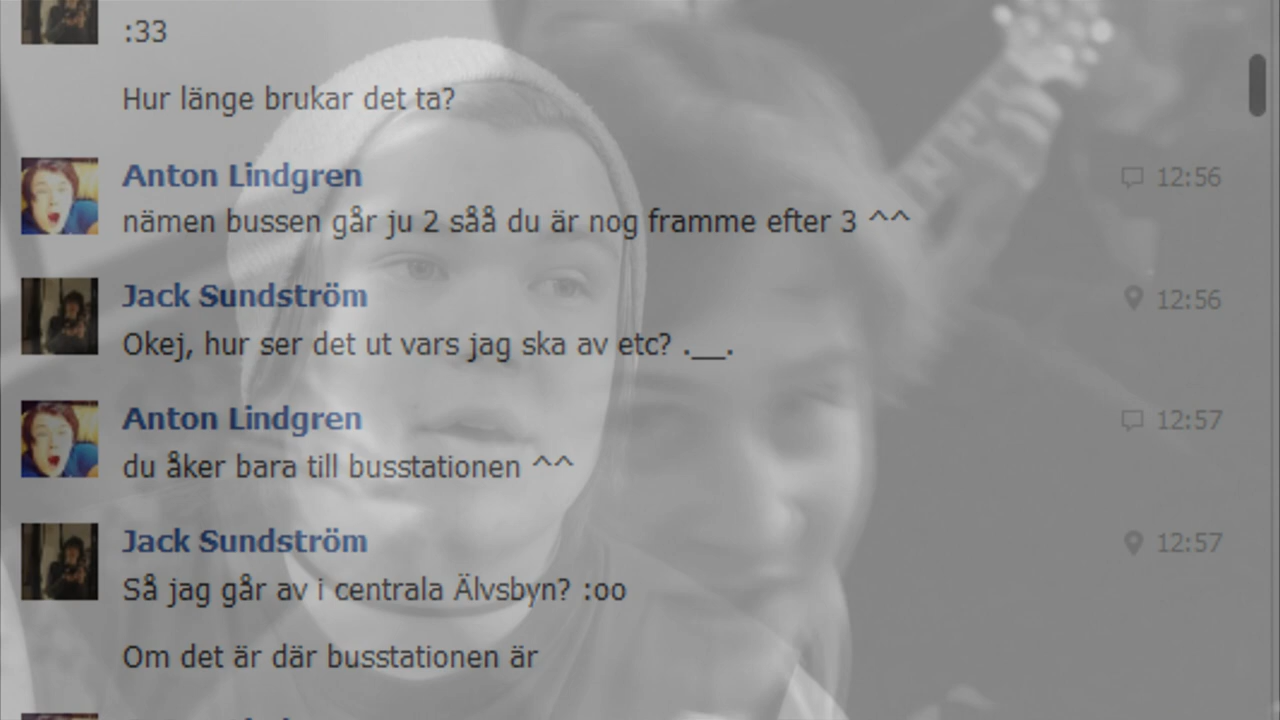 :33
Hur länge brukar det ta?
Anton Lindgren 12:56
nämen bussen går ju 2 såå du är nog framme efter 3 ^^
Jack Sundström 12:56
Okej, hur ser det ut vars jag ska av etc? .__.
Anton Lindgren 12:57
du åker bara till busstationen ^^
Jack Sundström 12:57
Så jag går av i centrala Älvsbyn? :oo
Om det är där busstationen är